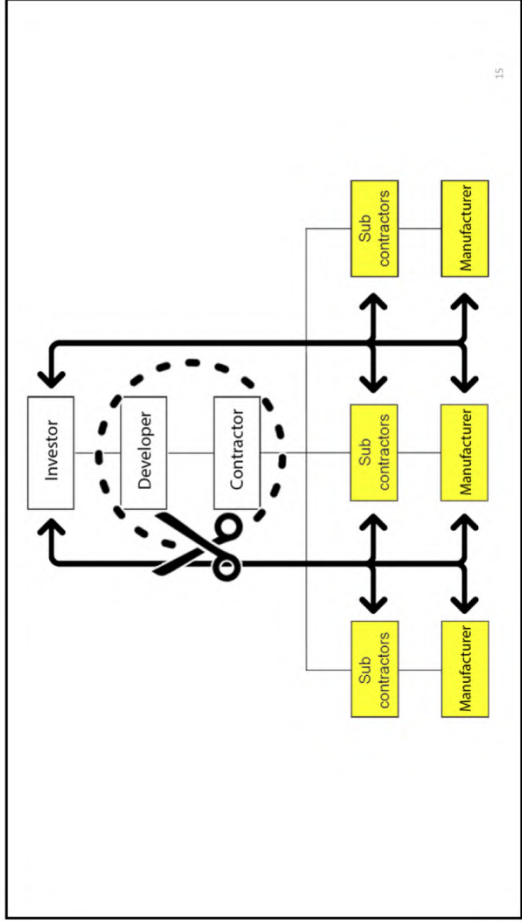 Investor
Developer
Contractor
Sub
contractors
Sub
contractors
Sub
contractors
Manufacturer
Manufacturer
Manufacturer
15